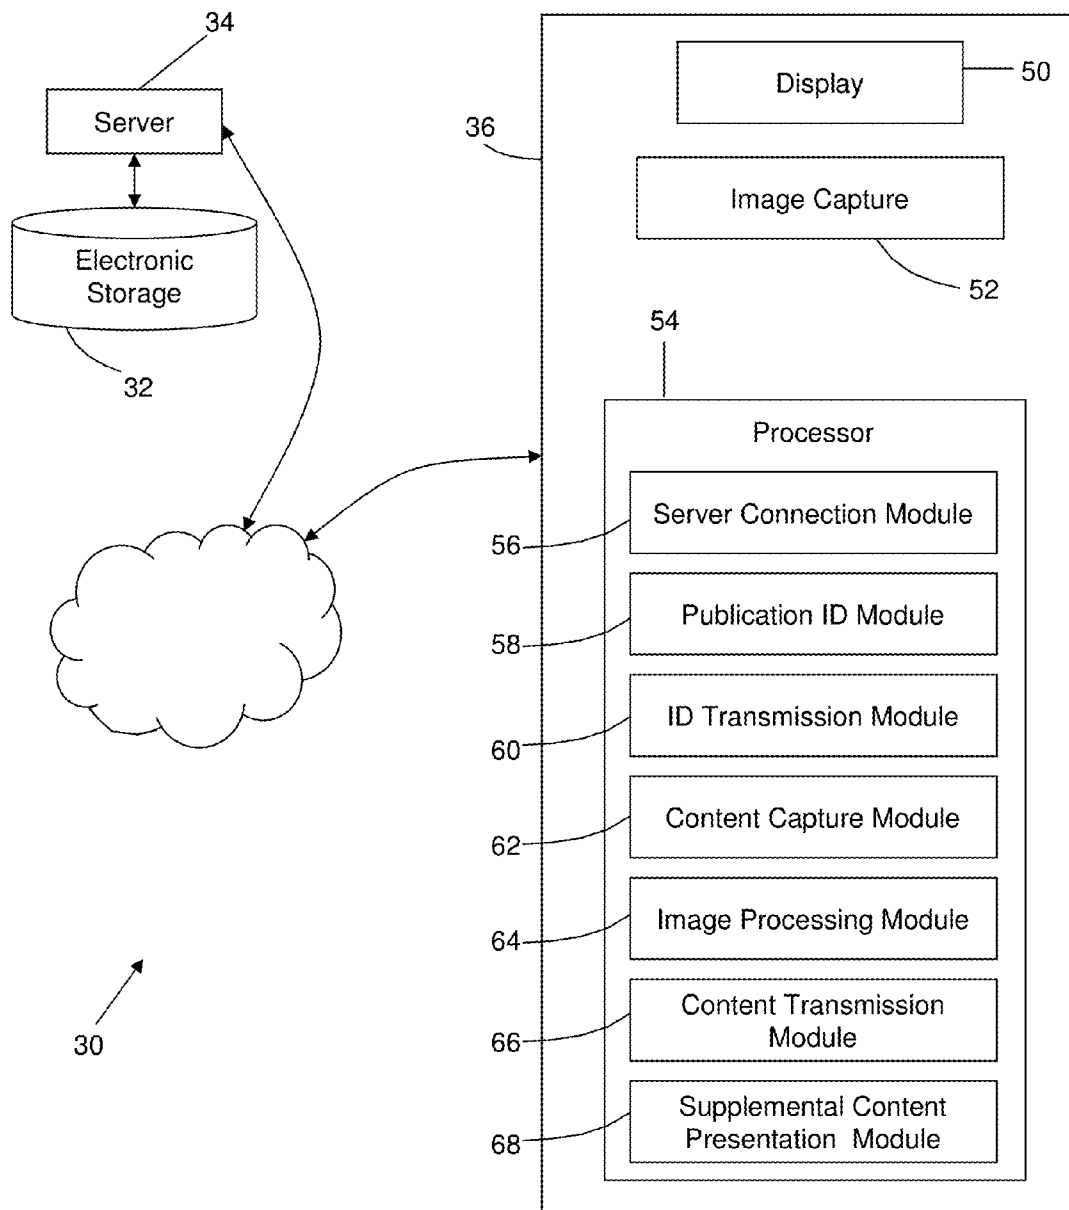 34
Server
Electronic
Storage
32
30
36
Display
50
Image Capture
52
54
Processor
Server Connection Module
56
Publication ID Module
58
ID Transmission Module
60
Content Capture Module
62
Image Processing Module
64
Content Transmission
Module
66
Supplemental Content
Presentation Module
68